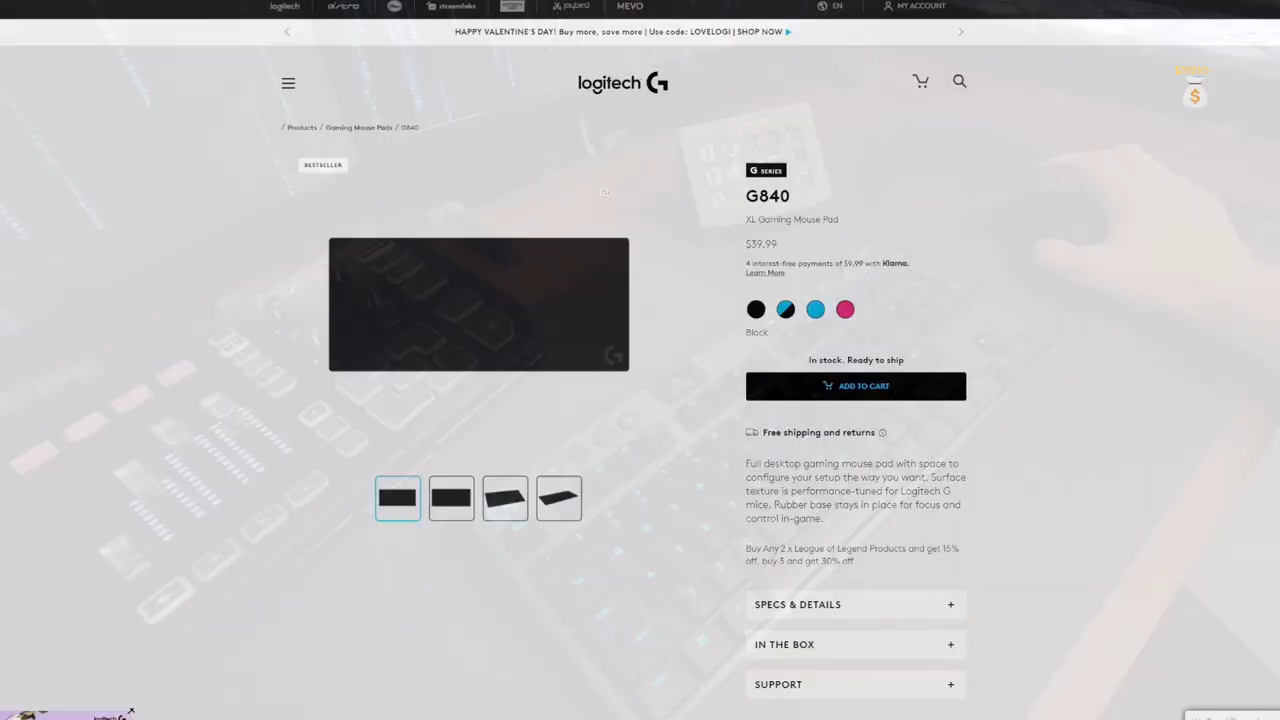 logitech astro streamlabs jaybird MEVO EN MY ACCOUNT
HAPPY VALENTINE'S DAY! Buy more, save more | Use code: LOVELOGI | SHOP NOW
logitech G
/ Products / Gaming Mouse Pads / G840
BESTSELLER
G SERIES
G840
XL Gaming Mouse Pad
$39.99
4 interest-free payments of $9.99 with Klarna.
Learn More
Black
In stock. Ready to ship
ADD TO CART
Free shipping and returns
Full desktop gaming mouse pad with space to
configure your setup the way you want. Surface
texture is performance-tuned for Logitech G
mice. Rubber base stays in place for focus and
control in-game.
Buy Any 2 x League of Legend Products and get 15%
off, buy 3 and get 30% off
SPECS & DETAILS +
IN THE BOX +
SUPPORT +
logitech G